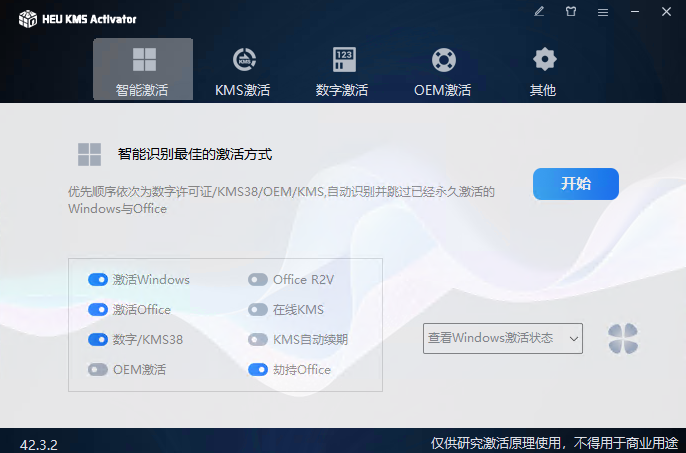 HEU KMS Activator
智能激活
KMS激活
数字激活
OEM激活
其他
智能识别最佳的激活方式
优先顺序依次为数字许可证/KMS38/OEM/KMS,自动识别并跳过已经永久激活的
Windows与Office
开始
激活Windows
Office R2V
激活Office
在线KMS
数字/KMS38
KMS自动续期
OEM激活
劫持Office
查看Windows激活状态
42.3.2
仅供研究激活原理使用，不得用于商业用途